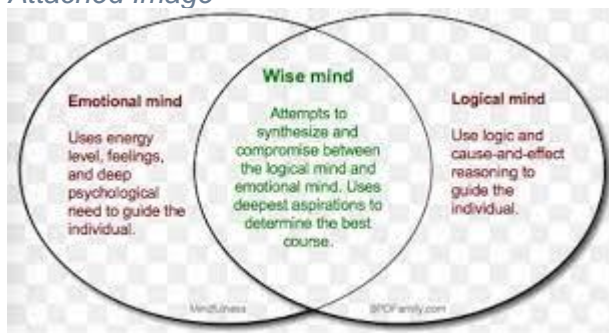 Attached Image
Emotional mind
Uses energy
level, feelings,
and deep
psychological
need to guide the
individual.
Wise mind
Attempts to
synthesize and
compromise between
the logical mind and
emotional mind. Uses
deepest aspirations to
determine the best
course.
Logical mind
Use logic and
cause-and-effect
reasoning to
guide the
individual.
Mindfulness
BPDFamily.com